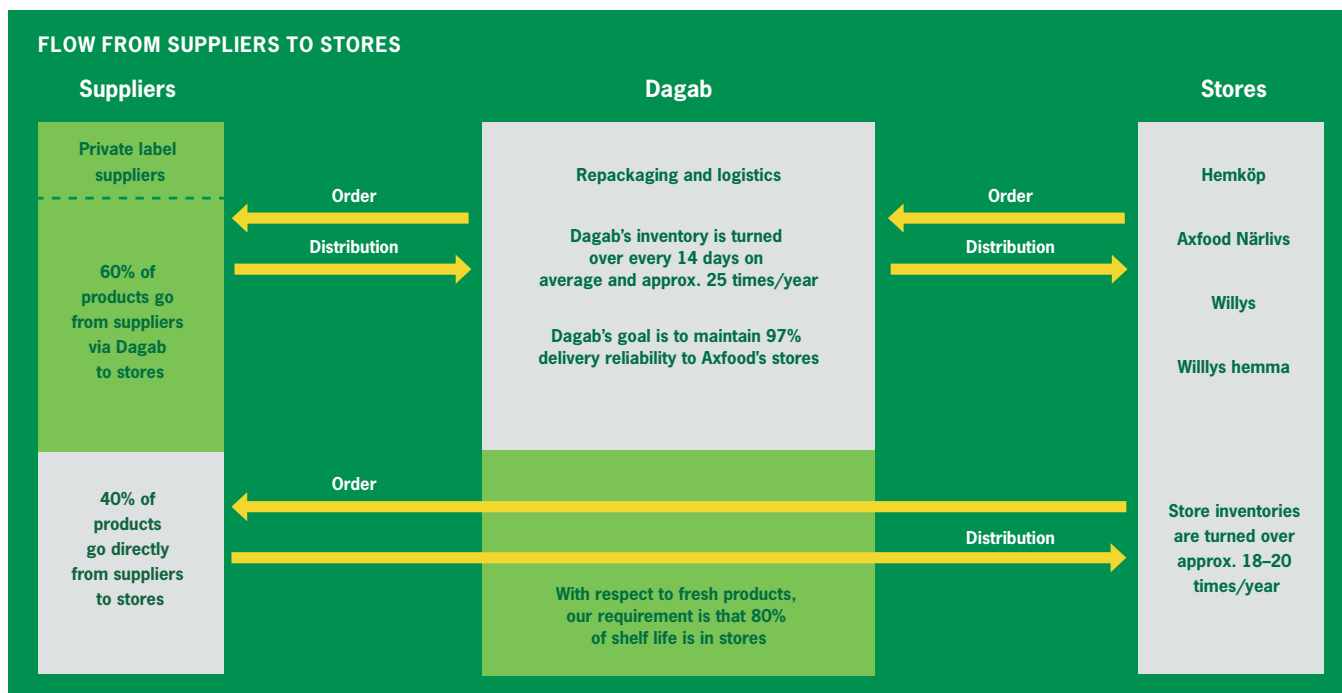 FLOW FROM SUPPLIERS TO STORES
Suppliers
Dagab
Stores
Private label
suppliers
60% of
products go
from suppliers
via Dagab
to stores
40% of
products
go directly
from suppliers
to stores
Order
Distribution
Repackaging and logistics
Dagab’s inventory is turned
over every 14 days on
average and approx. 25 times/year
Dagab’s goal is to maintain 97%
delivery reliability to Axfood’s stores
Order
Distribution
Hemköp
Axfood Närlivs
Willys
Willlys hemma
Order
Distribution
With respect to fresh products,
our requirement is that 80%
of shelf life is in stores
Store inventories
are turned over
approx. 18–20
times/year